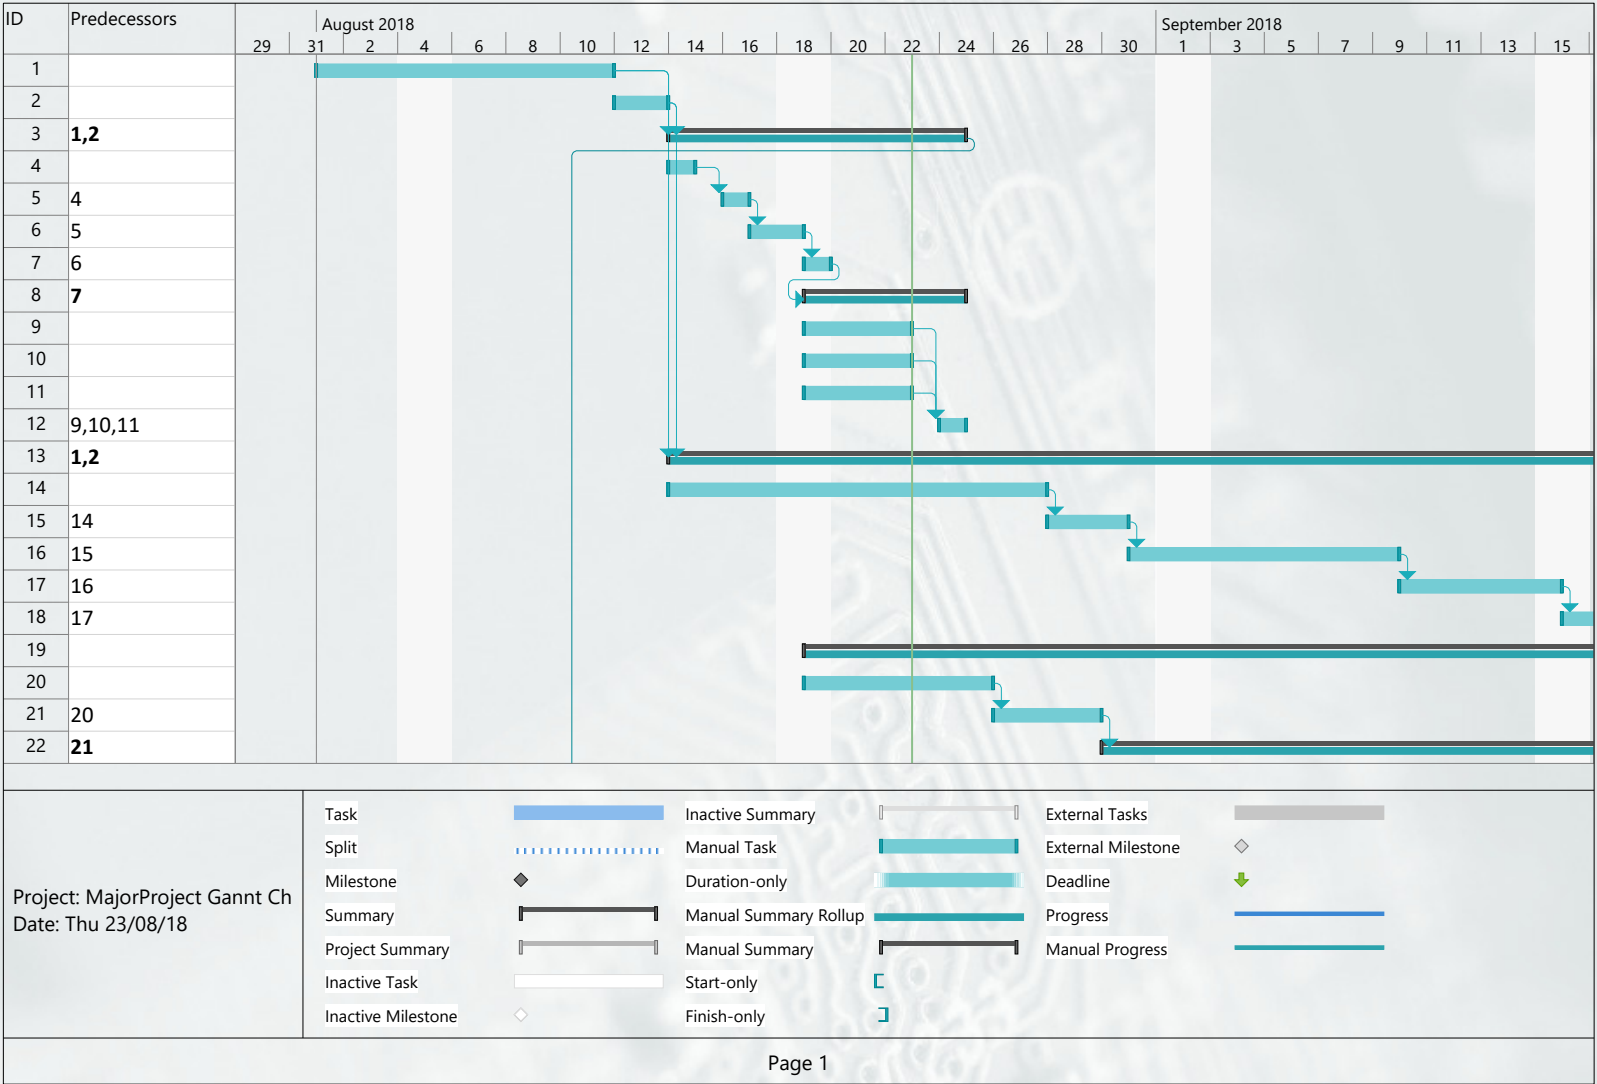 ID Predecessors
August 2018 September 2018
29 31 2 4 6 8 10 12 14 16 18 20 22 24 26 28 30 1 3 5 7 9 11 13 15
1
2
3 1,2
4
5 4
6 5
7 6
8 7
9
10
11
12 9,10,11
13 1,2
14
15 14
16 15
17 16
18 17
19
20
21 20
22 21
Project: MajorProject Gannt Ch
Date: Thu 23/08/18
Task
Split
Milestone
Summary
Project Summary
Inactive Task
Inactive Milestone
Inactive Summary
Manual Task
Duration-only
Manual Summary Rollup
Manual Summary
Start-only
Finish-only
External Tasks
External Milestone
Deadline
Progress
Manual Progress
Page 1